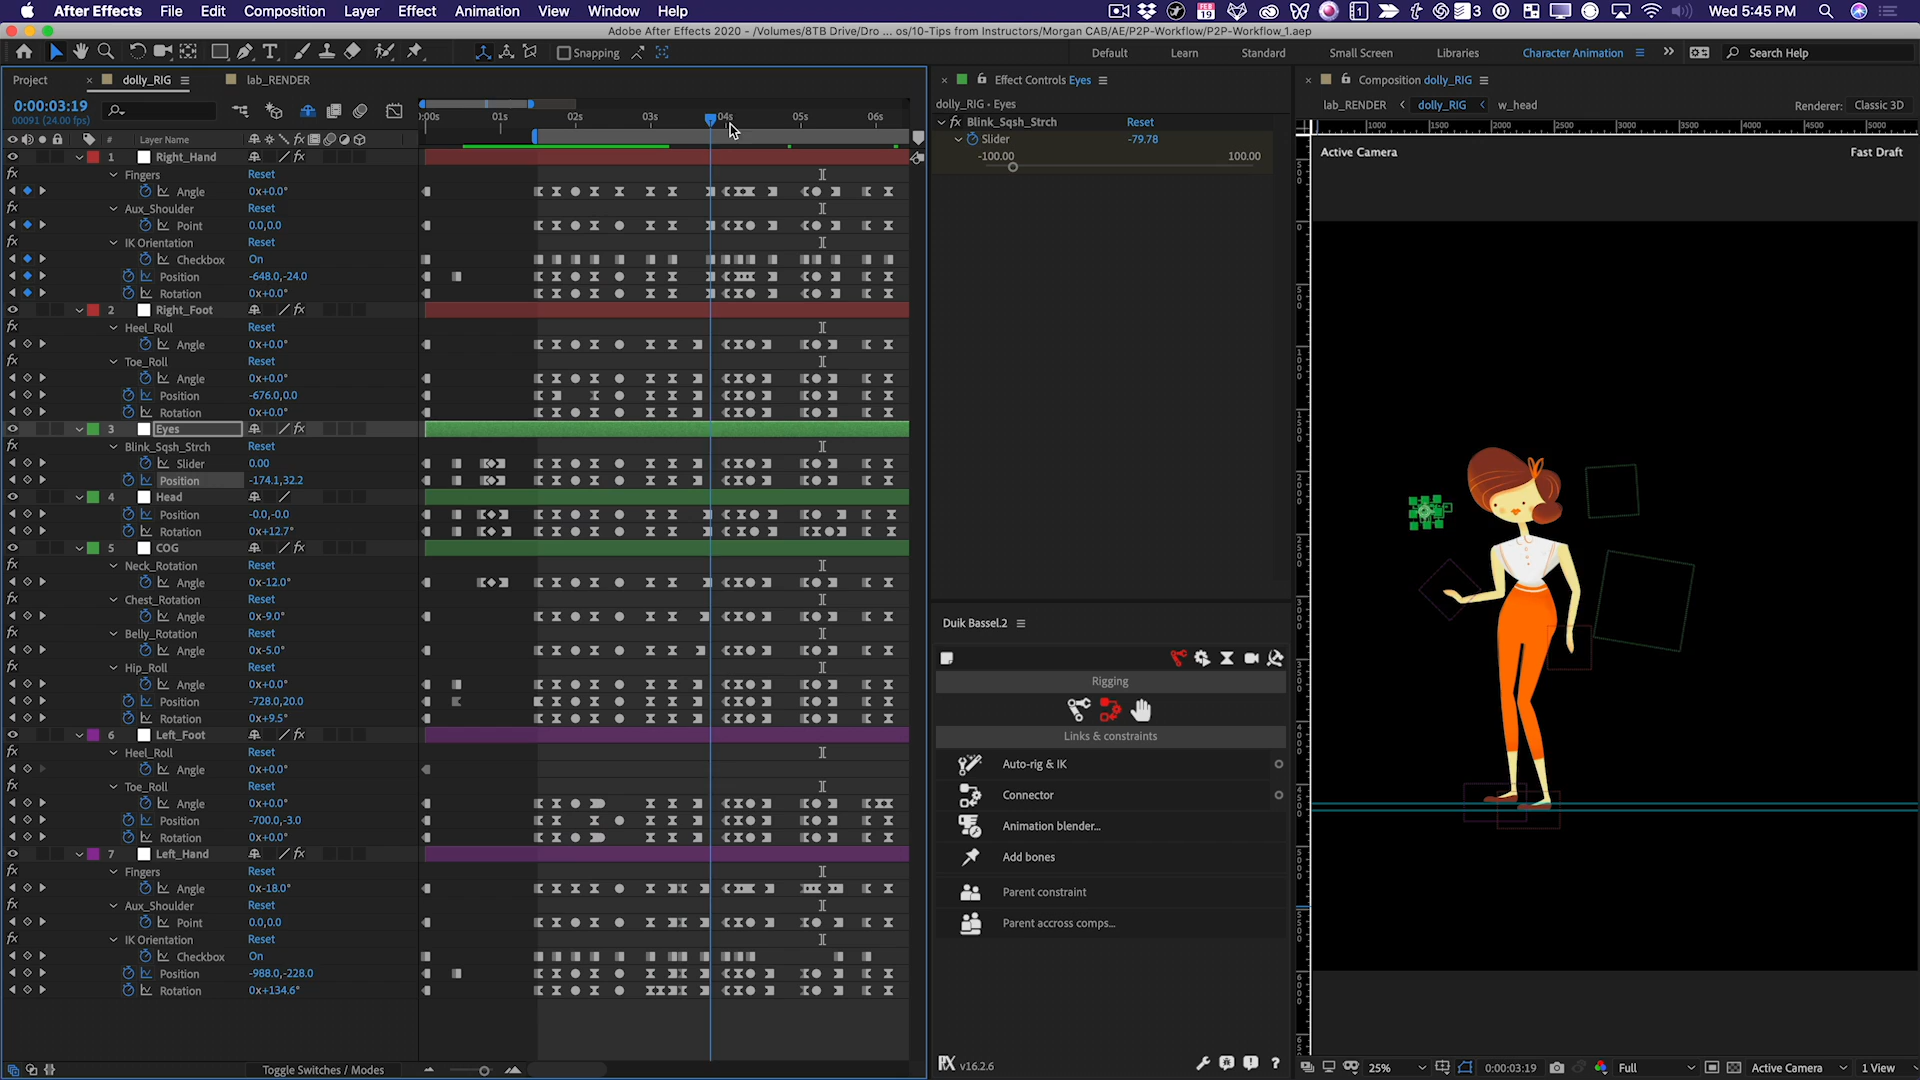 After Effects File Edit Composition Layer Effect Animation View Window Help
FEB 19 1 3 Wed 5:45 PM
Adobe After Effects 2020 - /Volumes/8TB Drive/Dro ... os/10-Tips from Instructors/Morgan CAB/AE/P2P-Workflow/P2P-Workflow_1.aep
Snapping Default Learn Standard Small Screen Libraries Character Animation Search Help
Project dolly_RIG lab_RENDER
0:00:03:19
00091 (24.00 fps)
:00s 01s 02s 03s 04s 05s 06s
# Layer Name
1 Right_Hand
Fingers Reset
Angle 0x+0.0°
Aux_Shoulder Reset
Point 0.0,0.0
IK Orientation Reset
Checkbox On
Position -648.0,-24.0
Rotation 0x+0.0°
2 Right_Foot
Heel_Roll Reset
Angle 0x+0.0°
Toe_Roll Reset
Angle 0x+0.0°
Position -676.0,0.0
Rotation 0x+0.0°
3 Eyes
Blink_Sqsh_Strch Reset
Slider 0.00
Position -174.1,32.2
4 Head
Position -0.0,-0.0
Rotation 0x+12.7°
5 COG
Neck_Rotation Reset
Angle 0x-12.0°
Chest_Rotation Reset
Angle 0x-9.0°
Belly_Rotation Reset
Angle 0x-5.0°
Hip_Roll Reset
Angle 0x+0.0°
Position -728.0,20.0
Rotation 0x+9.5°
6 Left_Foot
Heel_Roll Reset
Angle 0x+0.0°
Toe_Roll Reset
Angle 0x+0.0°
Position -700.0,-3.0
Rotation 0x+0.0°
7 Left_Hand
Fingers Reset
Angle 0x-18.0°
Aux_Shoulder Reset
Point 0.0,0.0
IK Orientation Reset
Checkbox On
Position -988.0,-228.0
Rotation 0x+134.6°
Toggle Switches / Modes
Effect Controls Eyes
dolly_RIG • Eyes
fx Blink_Sqsh_Strch Reset
Slider -79.78
-100.00 100.00
Duik Bassel.2
Rigging
Links & constraints
Auto-rig & IK
Connector
Animation blender...
Add bones
Parent constraint
Parent accross comps...
v16.2.6
Composition dolly_RIG
lab_RENDER dolly_RIG w_head Renderer: Classic 3D
1000 1500 2000 2500 3000 3500 4000 4500 5000
Active Camera Fast Draft
25% 0:00:03:19 Full Active Camera 1 View